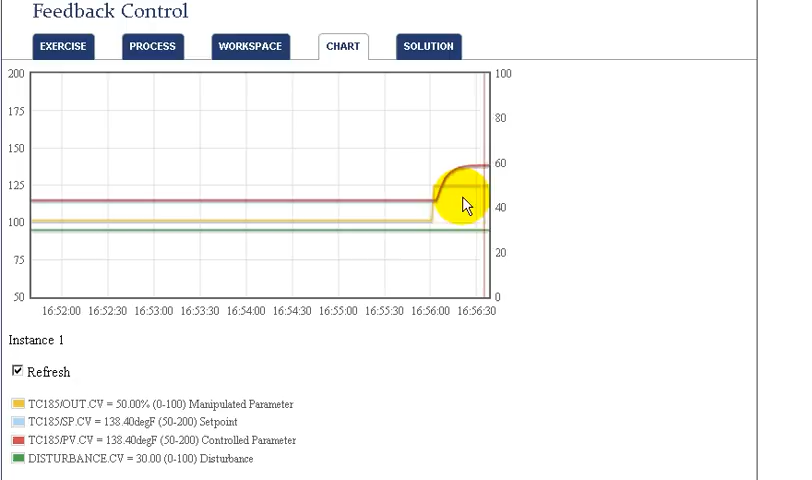 Feedback Control
EXERCISE PROCESS WORKSPACE CHART SOLUTION
200 100
175
80
150
60
125
40
100
20
75
50 0
16:52:00 16:52:30 16:53:00 16:53:30 16:54:00 16:54:30 16:55:00 16:55:30 16:56:00 16:56:30
Instance 1
Refresh
TC185/OUT.CV = 50.00% (0-100) Manipulated Parameter
TC185/SP.CV = 138.40degF (50-200) Setpoint
TC185/PV.CV = 138.40degF (50-200) Controlled Parameter
DISTURBANCE.CV = 30.00 (0-100) Disturbance